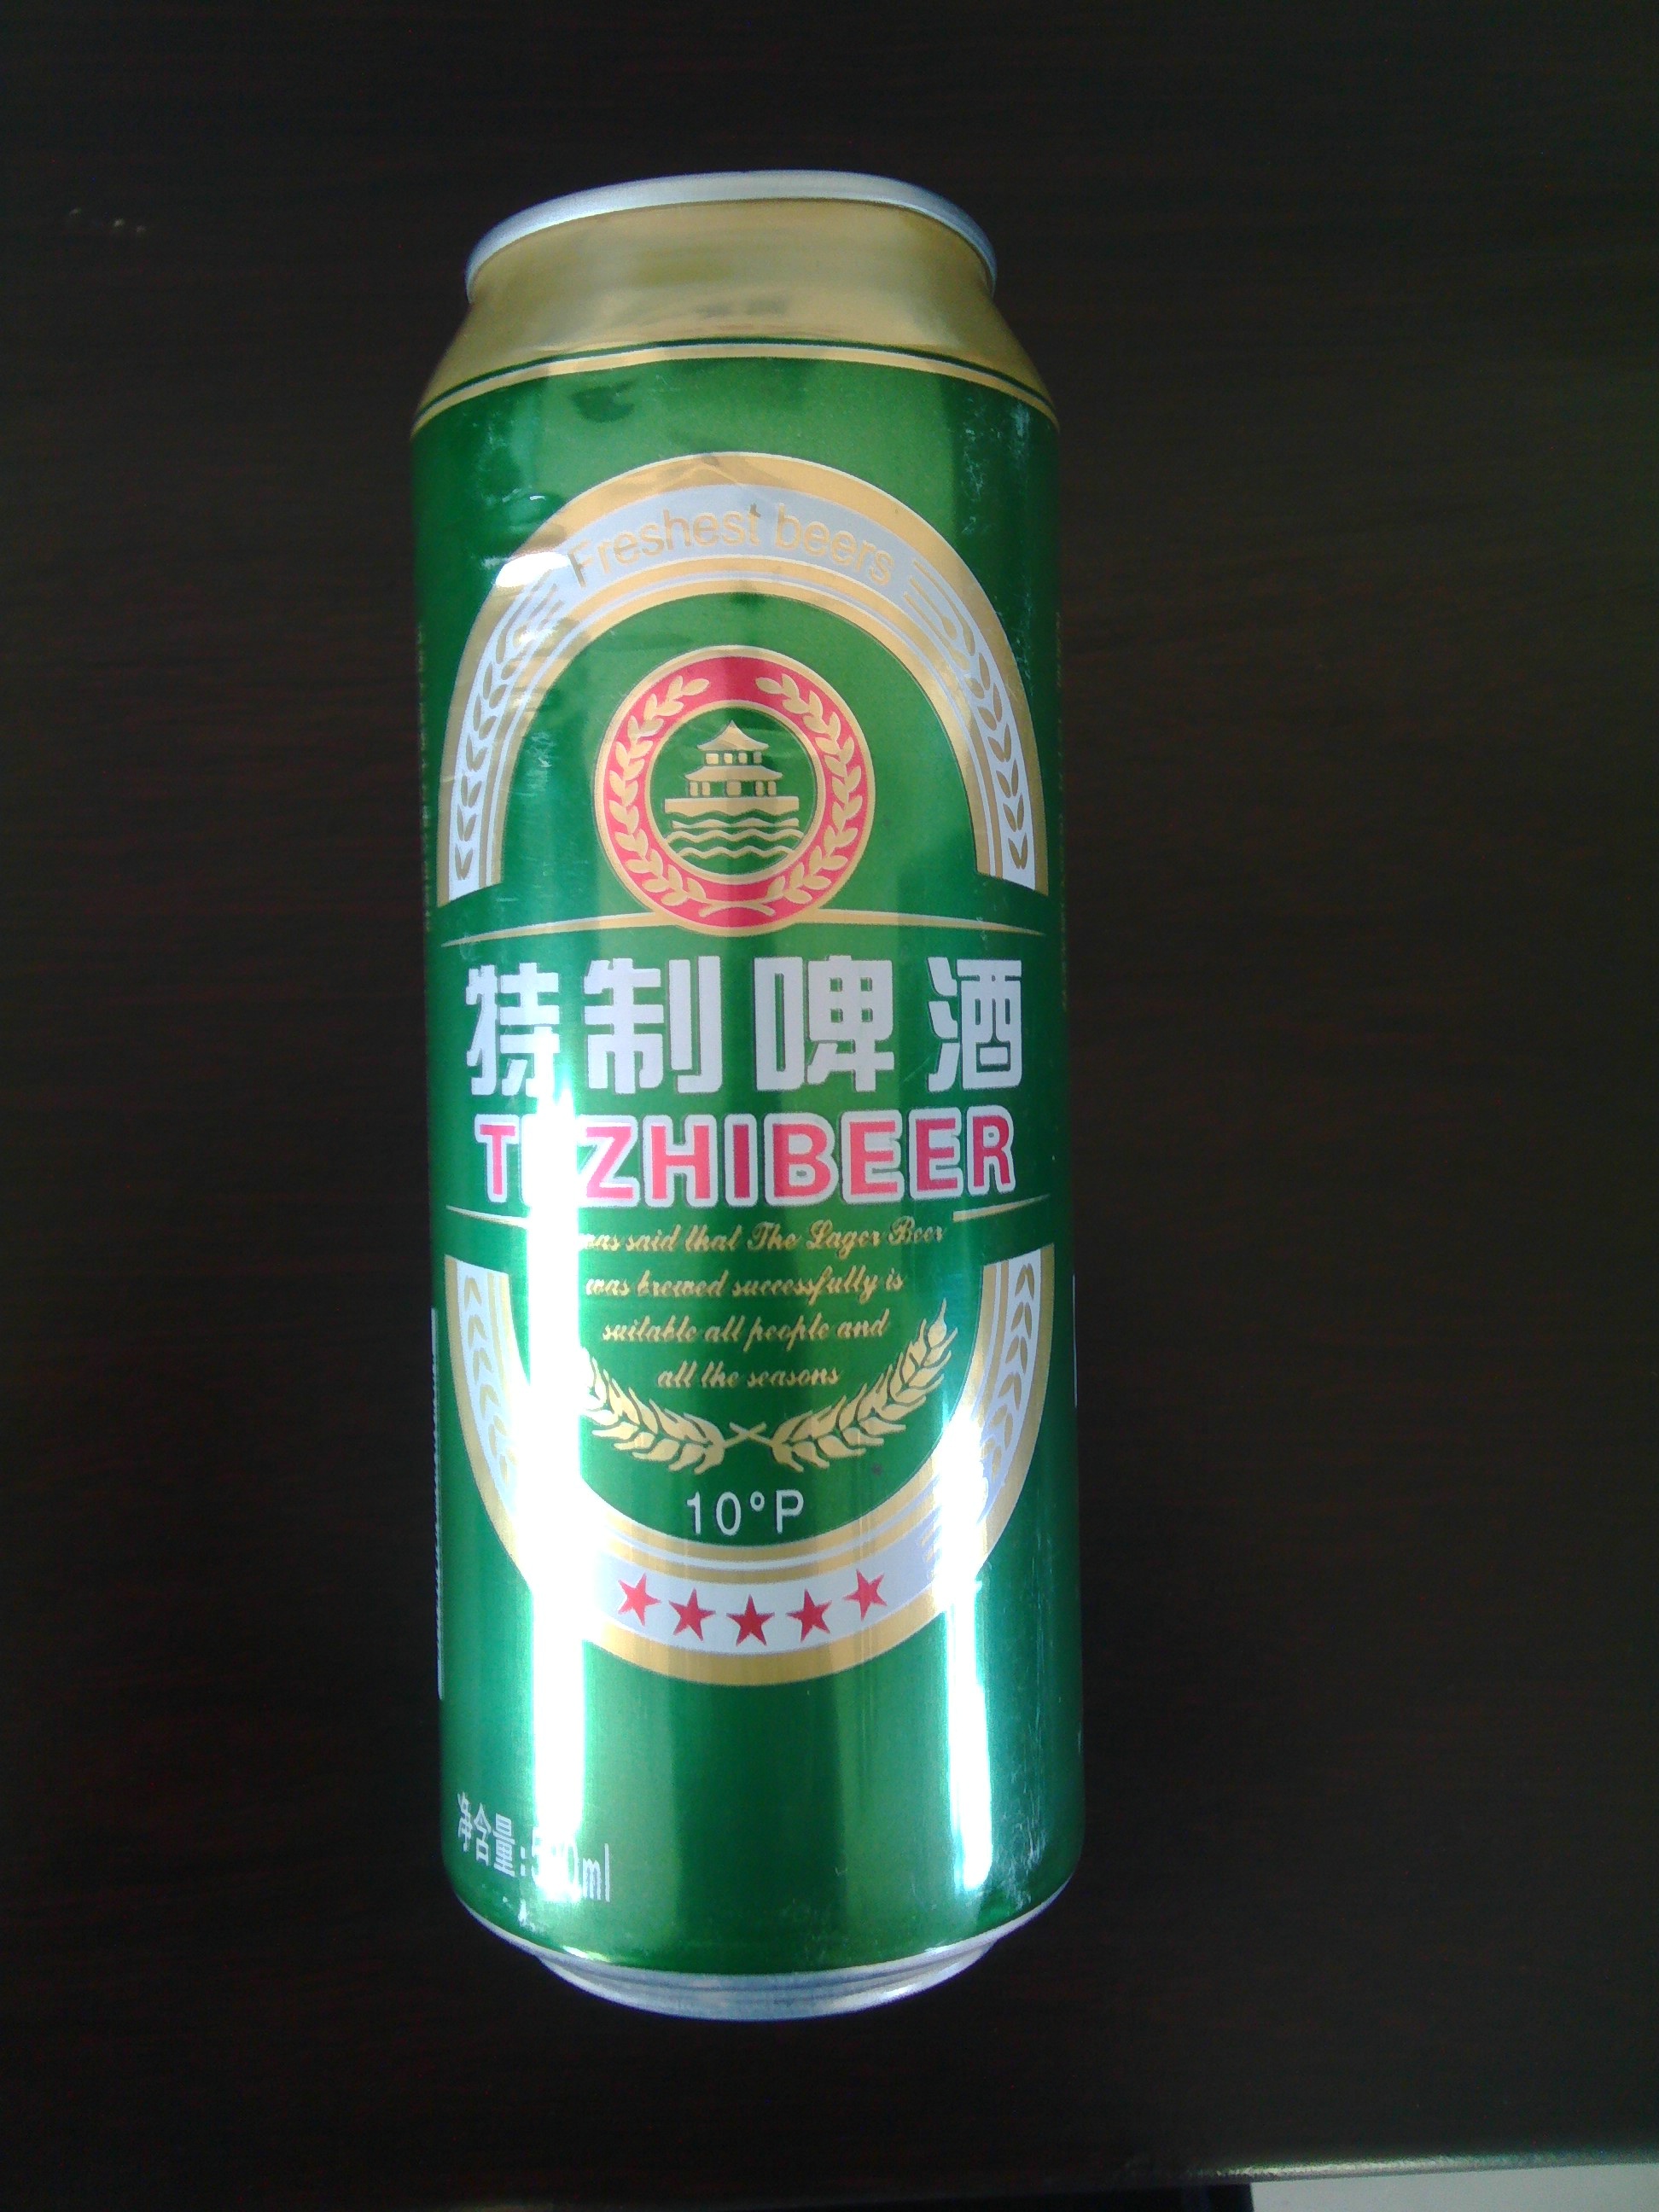 Freshest beers
特制啤酒
TEZHIBEER
was said that The Lager Beer
was brewed successfully is
suitable all people and
all the seasons
10°P
净含量:500ml